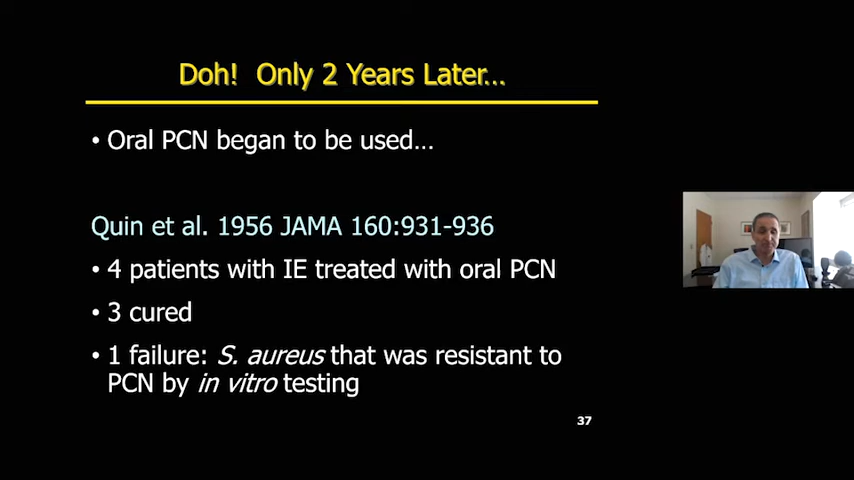 Doh! Only 2 Years Later...
• Oral PCN began to be used...
Quin et al. 1956 JAMA 160:931-936
• 4 patients with IE treated with oral PCN
• 3 cured
• 1 failure: S. aureus that was resistant to
PCN by in vitro testing
37